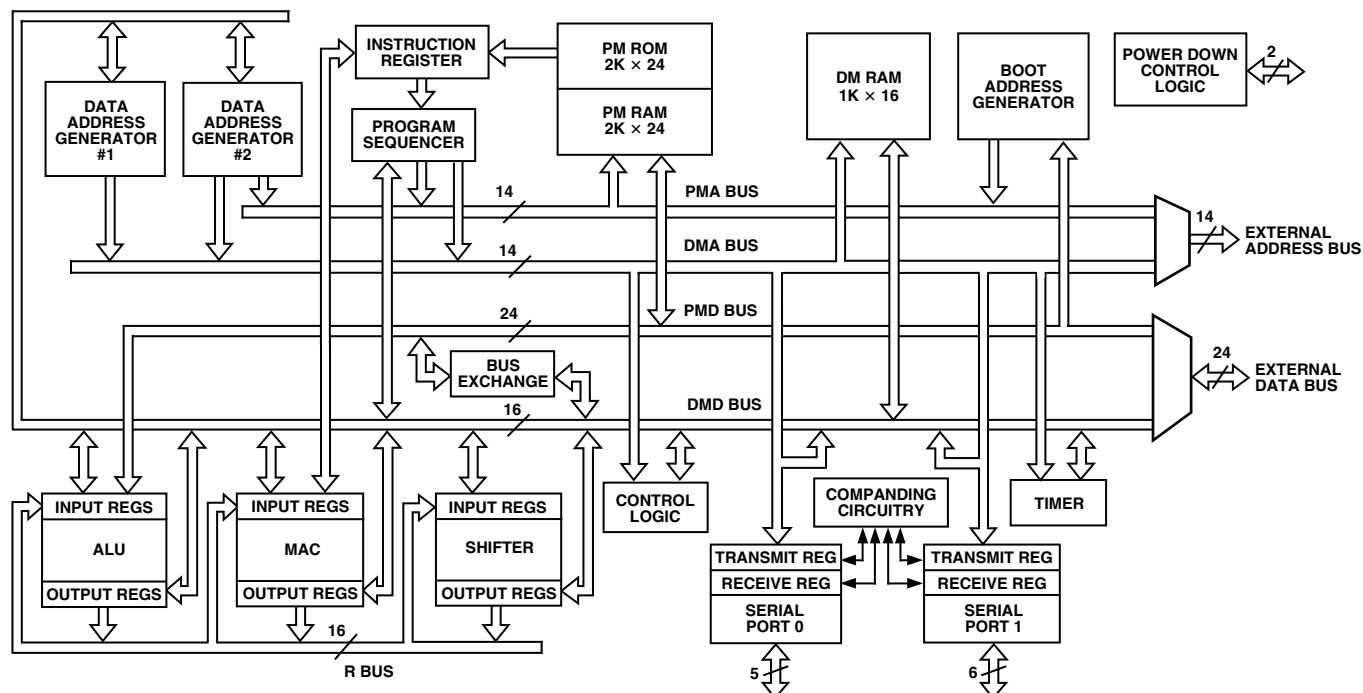 INSTRUCTION
REGISTER
PM ROM
2K × 24
PM RAM
2K × 24
DM RAM
1K × 16
BOOT
ADDRESS
GENERATOR
POWER DOWN
CONTROL
LOGIC
2
DATA
ADDRESS
GENERATOR
#1
DATA
ADDRESS
GENERATOR
#2
PROGRAM
SEQUENCER
14
PMA BUS
14
EXTERNAL
ADDRESS BUS
14
DMA BUS
24
PMD BUS
BUS
EXCHANGE
24
EXTERNAL
DATA BUS
16
DMD BUS
INPUT REGS
ALU
OUTPUT REGS
INPUT REGS
MAC
OUTPUT REGS
INPUT REGS
SHIFTER
OUTPUT REGS
CONTROL
LOGIC
COMPANDING
CIRCUITRY
TIMER
TRANSMIT REG
RECEIVE REG
SERIAL
PORT 0
TRANSMIT REG
RECEIVE REG
SERIAL
PORT 1
16
R BUS
5
6